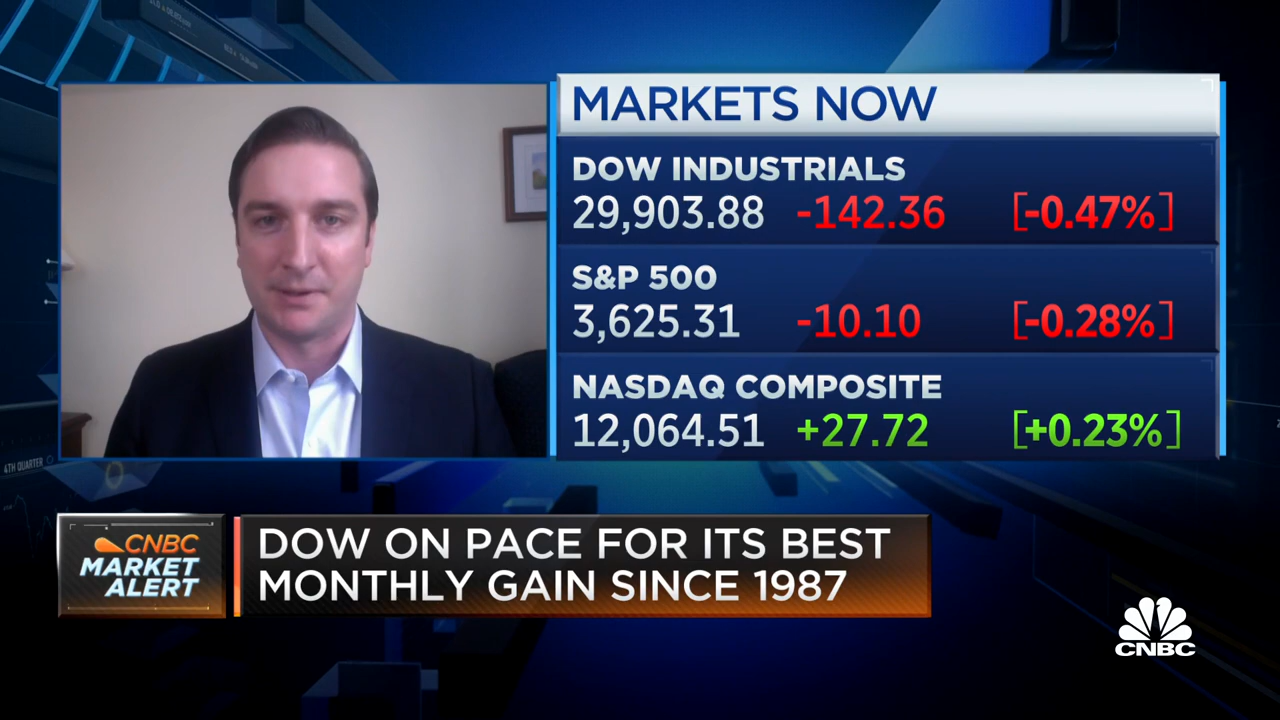 MARKETS NOW
DOW INDUSTRIALS
29,903.88 -142.36 [-0.47%]
S&P 500
3,625.31 -10.10 [-0.28%]
NASDAQ COMPOSITE
12,064.51 +27.72 [+0.23%]
4TH QUARTER
CNBC
MARKET
ALERT
DOW ON PACE FOR ITS BEST
MONTHLY GAIN SINCE 1987
CNBC